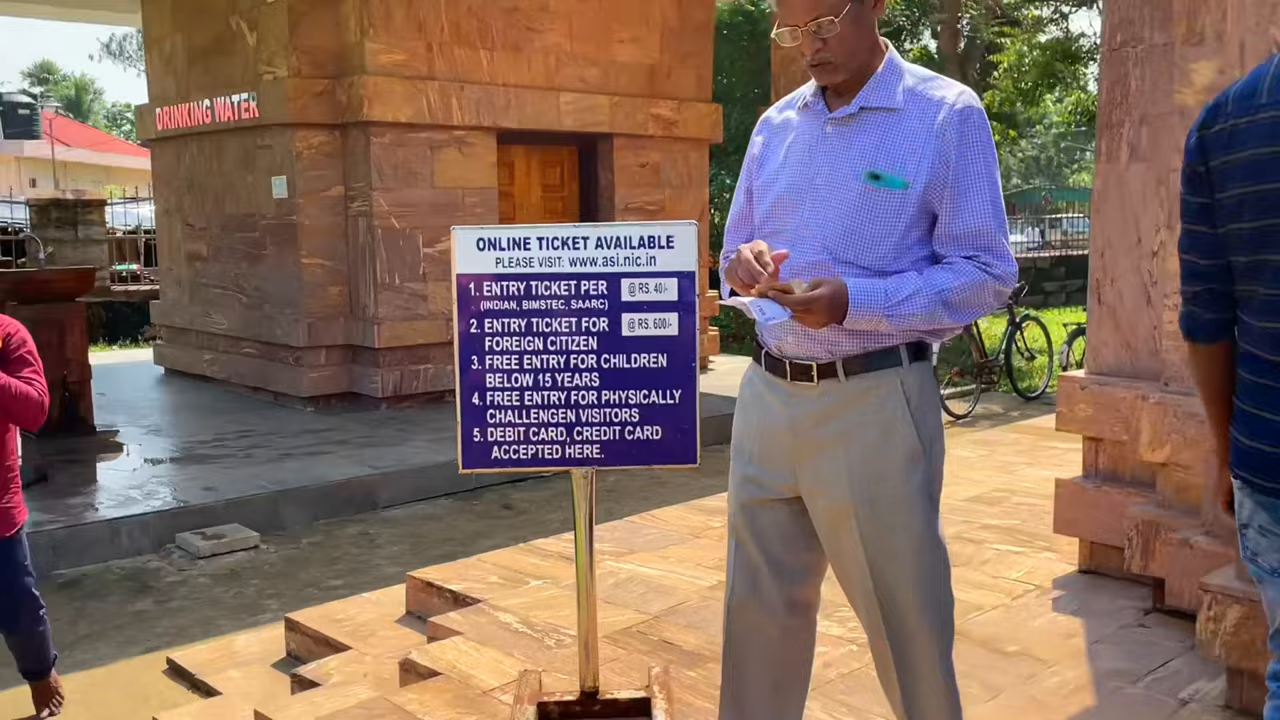 DRINKING WATER
ONLINE TICKET AVAILABLE
PLEASE VISIT: www.asi.nic.in
1. ENTRY TICKET PER @ RS. 40/-
(INDIAN, BIMSTEC, SAARC)
2. ENTRY TICKET FOR @ RS. 600/-
FOREIGN CITIZEN
3. FREE ENTRY FOR CHILDREN
BELOW 15 YEARS
4. FREE ENTRY FOR PHYSICALLY
CHALLENGEN VISITORS
5. DEBIT CARD, CREDIT CARD
ACCEPTED HERE.